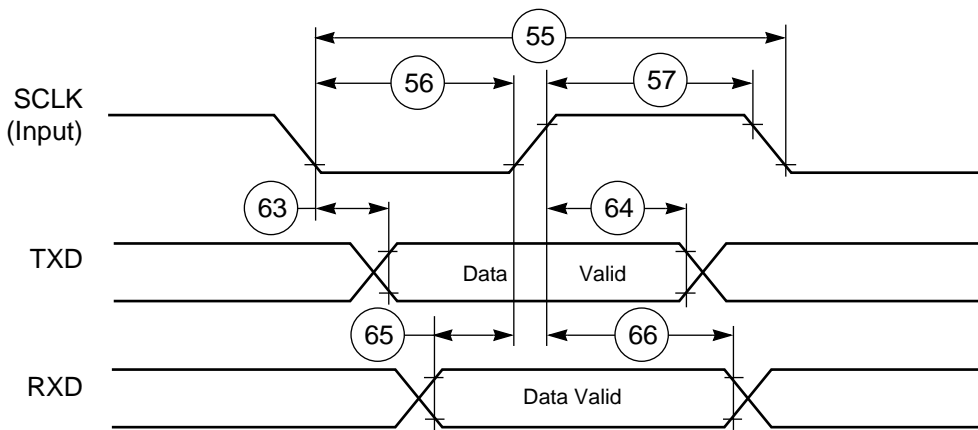 55
56
57
SCLK
(Input)
63
64
TXD
Data Valid
65
66
RXD
Data Valid